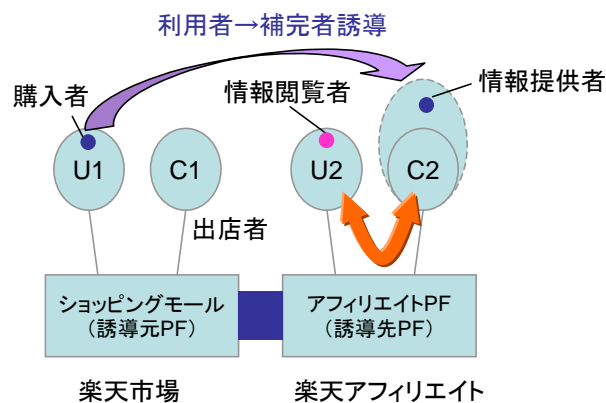 利用者→補完者誘導
購入者
情報閲覧者
情報提供者
U1
C1
U2
C2
出店者
ショッピングモール
（誘導元PF）
アフィリエイトPF
（誘導先PF）
楽天市場
楽天アフィリエイト